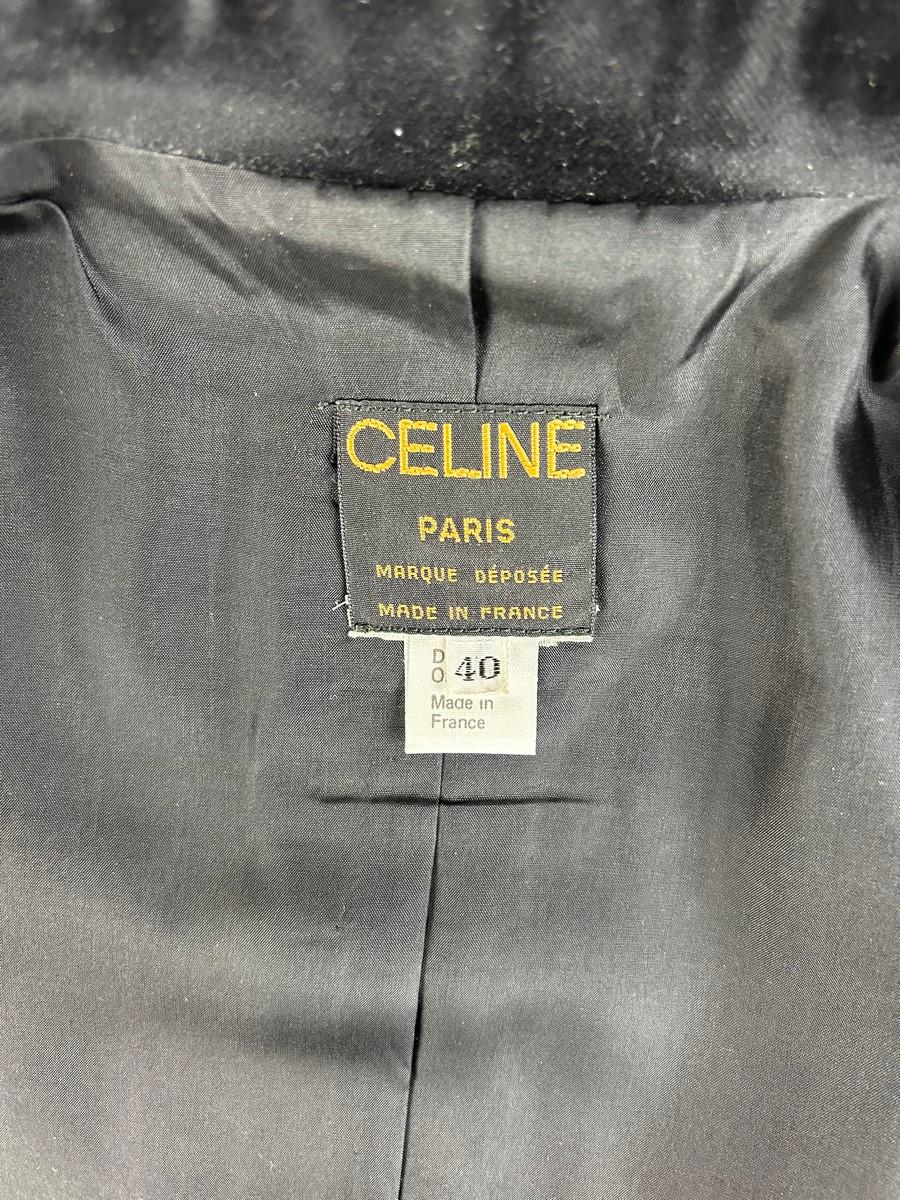 CELINE
PARIS
MARQUE DÉPOSÉE
MADE IN FRANCE
D
O
40
Made in
France